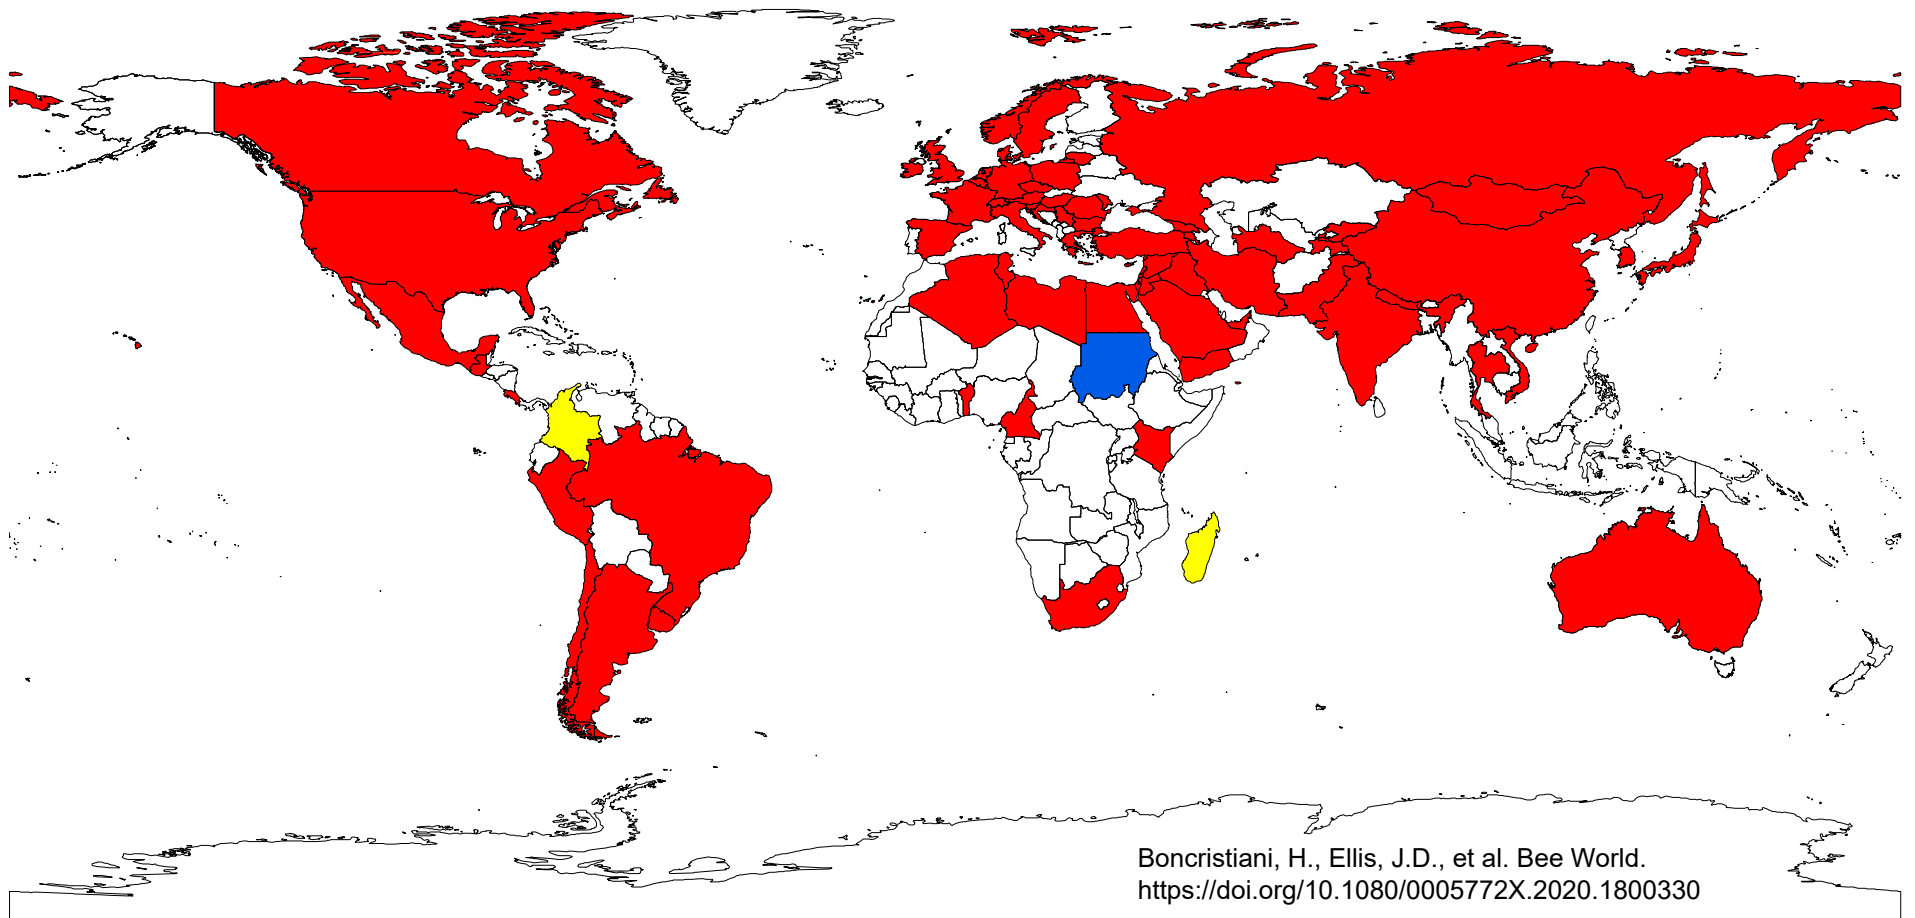 Boncristiani, H., Ellis, J.D., et al. Bee World.
https://doi.org/10.1080/0005772X.2020.1800330